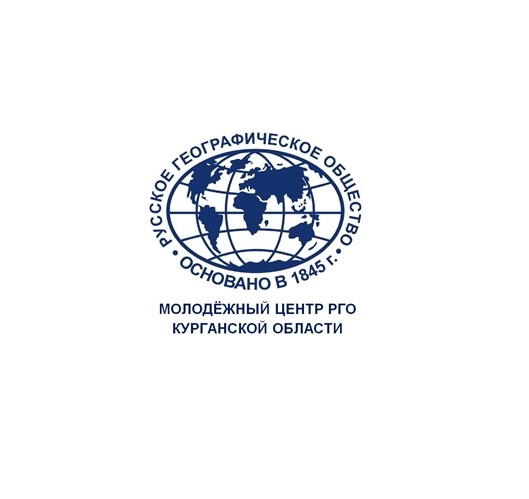 РУССКОЕ ГЕОГРАФИЧЕСКОЕ ОБЩЕСТВО
• ОСНОВАНО В 1845 г. •
МОЛОДЁЖНЫЙ ЦЕНТР РГО
КУРГАНСКОЙ ОБЛАСТИ